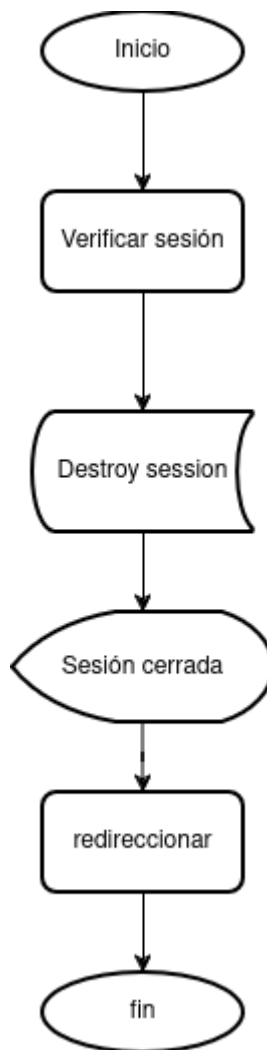 Inicio
Verificar sesión
Destroy session
Sesión cerrada
redireccionar
fin